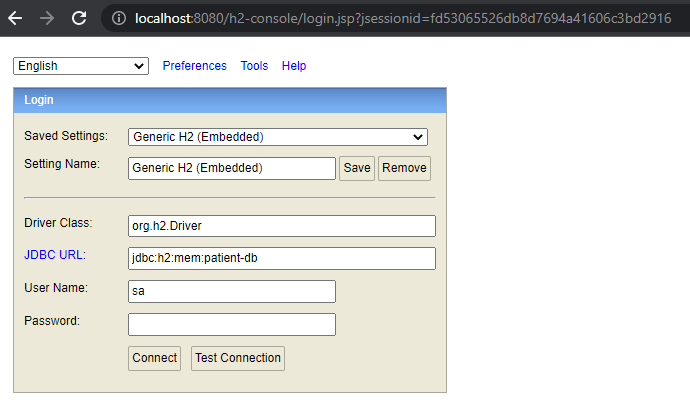 localhost:8080/h2-console/login.jsp?jsessionid=fd53065526db8d7694a41606c3bd2916
English Preferences Tools Help
Login
Saved Settings: Generic H2 (Embedded)
Setting Name: Generic H2 (Embedded) Save Remove
Driver Class: org.h2.Driver
JDBC URL: jdbc:h2:mem:patient-db
User Name: sa
Password:
Connect Test Connection